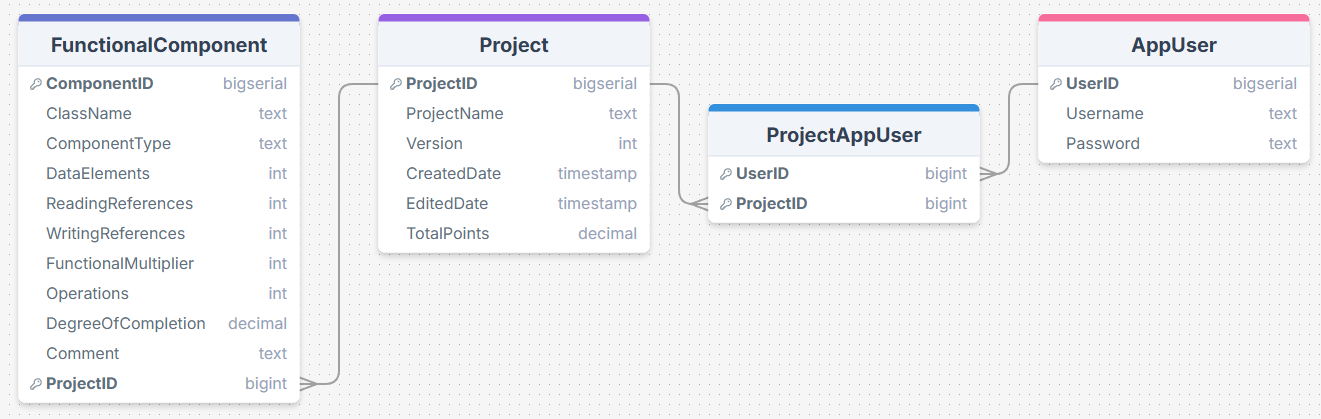 FunctionalComponent
ComponentID bigserial
ClassName text
ComponentType text
DataElements int
ReadingReferences int
WritingReferences int
FunctionalMultiplier int
Operations int
DegreeOfCompletion decimal
Comment text
ProjectID bigint
Project
ProjectID bigserial
ProjectName text
Version int
CreatedDate timestamp
EditedDate timestamp
TotalPoints decimal
ProjectAppUser
UserID bigint
ProjectID bigint
AppUser
UserID bigserial
Username text
Password text